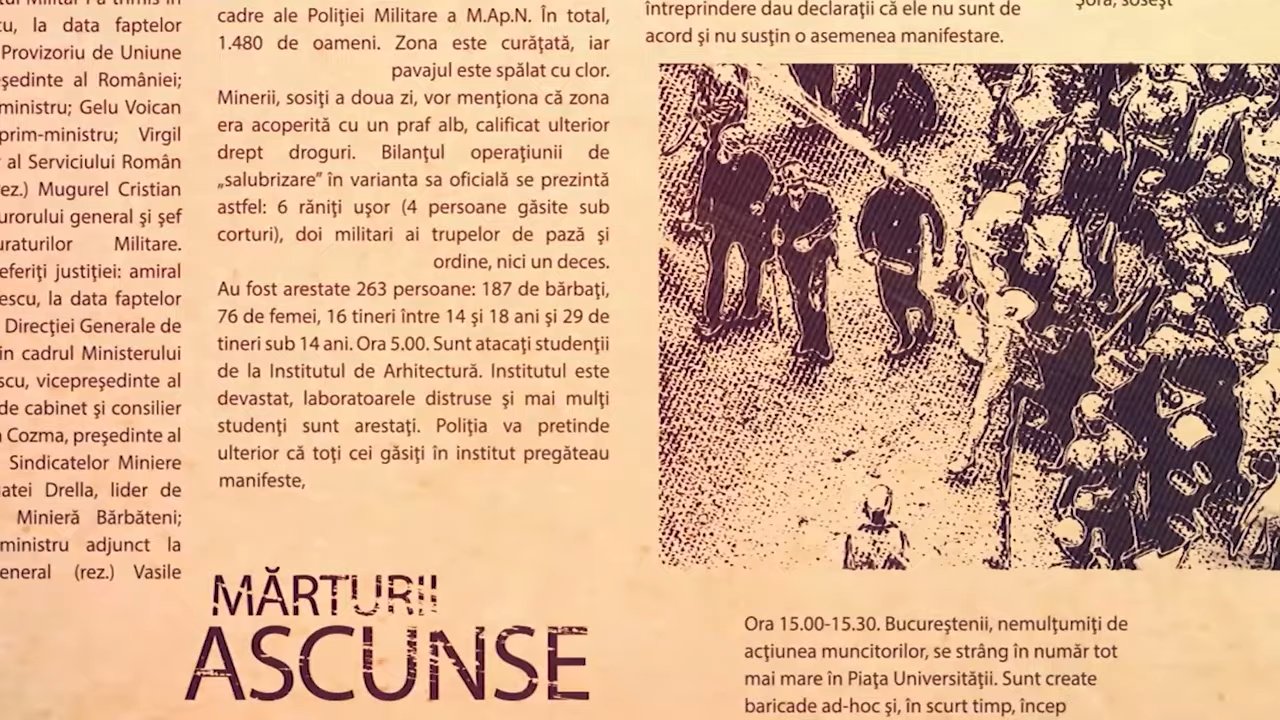 tu, la data faptelor
Provizoriu de Uniune
ședinte al României;
ministru; Gelu Voican
prim-ministru; Virgil
al Serviciului Român
rez.) Mugurel Cristian
urorului general și șef
uraturilor Militare.
eferiți justiției: amiral
escu, la data faptelor
Direcției Generale de
in cadrul Ministerului
scu, vicepreședinte al
de cabinet și consilier
Cozma, președinte al
Sindicatelor Miniere
atei Drella, lider de
Minieră Bărbăteni;
ministru adjunct la
eneral (rez.) Vasile
cadre ale Poliției Militare a M.Ap.N. În total,
1.480 de oameni. Zona este curățată, iar
pavajul este spălat cu clor.
Minerii, sosiți a doua zi, vor menționa că zona
era acoperită cu un praf alb, calificat ulterior
drept droguri. Bilanțul operațiunii de
„salubrizare” în varianta sa oficială se prezintă
astfel: 6 răniți ușor (4 persoane găsite sub
corturi), doi militari ai trupelor de pază și
ordine, nici un deces.
Au fost arestate 263 persoane: 187 de bărbați,
76 de femei, 16 tineri între 14 și 18 ani și 29 de
tineri sub 14 ani. Ora 5.00. Sunt atacați studenții
de la Institutul de Arhitectură. Institutul este
devastat, laboratoarele distruse și mai mulți
studenți sunt arestați. Poliția va pretinde
ulterior că toți cei găsiți în institut pregăteau
manifeste,
MĂRTURII
ASCUNSE
întreprindere dau declarații că ele nu sunt de
acord și nu susțin o asemenea manifestare.
Șora, sosești
Ora 15.00-15.30. Bucureștenii, nemulțumiți de
acțiunea muncitorilor, se strâng în număr tot
mai mare în Piața Universității. Sunt create
baricade ad-hoc și, în scurt timp, încep